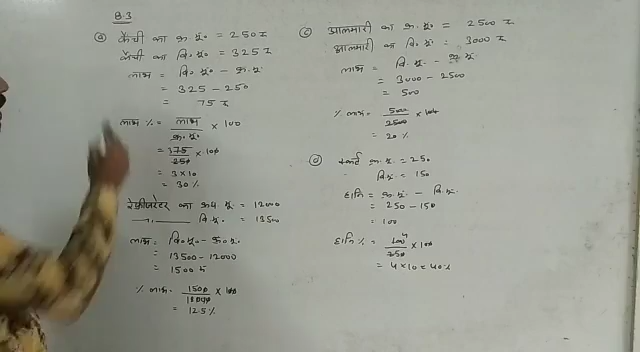 8.3
(a) कैंची का क्र॰ मू॰ = 250 ₹
कैंची का वि॰ मू॰ = 325 ₹
लाभ = वि॰ मू॰ - क्र॰ मू॰
= 325 - 250
= 75 ₹
लाभ % = लाभ / क्र॰ मू॰ × 100
= 375 / 250 × 100
= 3 × 10
= 30 %
रेफ्रीजरेटर का क्रय मू॰ = 12000
वि॰ मू॰ = 13500
लाभ = वि॰ मू॰ - क्र॰ मू॰
= 13500 - 12000
= 1500 ₹
% लाभ = 1500 / × 100
= 12.5 %
(c) आलमारी का क्र॰ मू॰ = 2500 ₹
आलमारी का वि॰ मू॰ = 3000 ₹
लाभ = वि॰ मू॰ - क्र॰ मू॰
= 3000 - 2500
= 500
% लाभ = 500 / 2500 × 100
= 20 %
(d) स्कर्ट क्र॰ मू॰ = 250
वि॰ मू॰ = 150
हानि = क्र॰ मू॰ - वि॰ मू॰
= 250 - 150
= 100
हानि % = 100 / 250 × 100
= 4 × 10 = 40 %